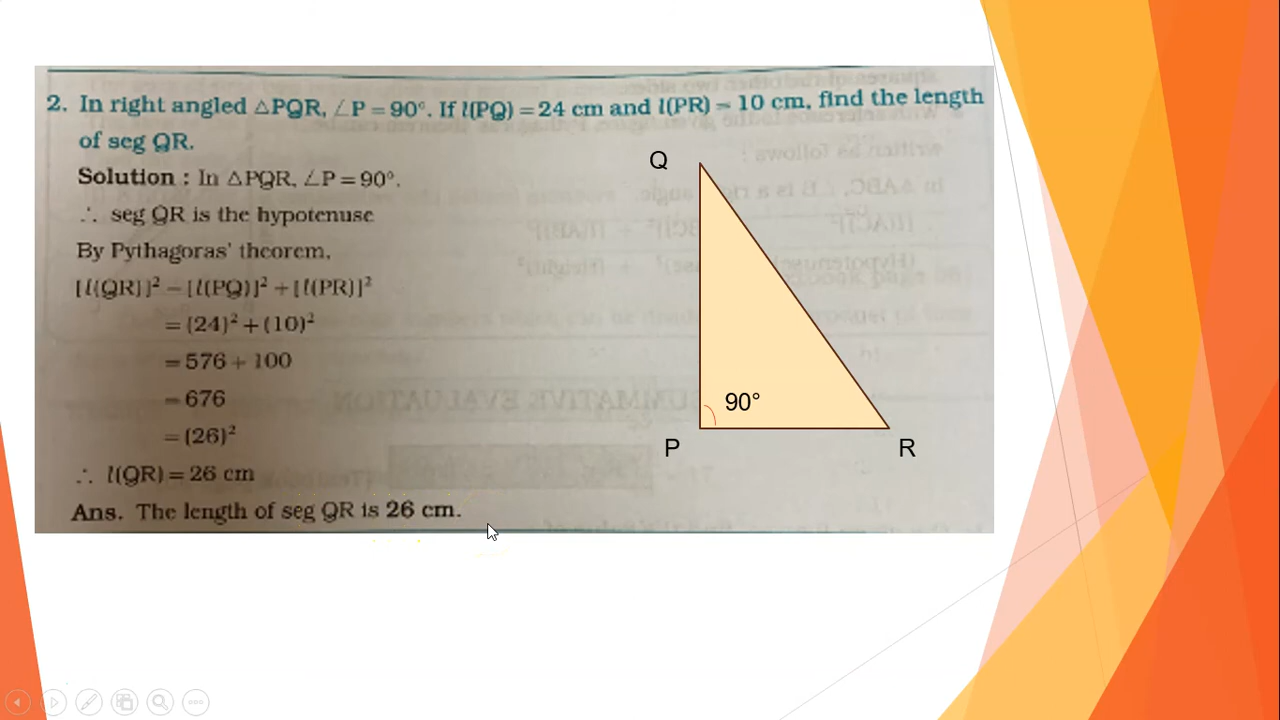 2. In right angled △PQR, ∠P = 90°. If l(PQ) = 24 cm and l(PR) = 10 cm, find the length
of seg QR.
Solution : In △PQR, ∠P = 90°.
∴ seg QR is the hypotenuse
By Pythagoras' theorem,
[l(QR)]² = [l(PQ)]² + [l(PR)]²
= (24)² + (10)²
= 576 + 100
= 676
= (26)²
∴ l(QR) = 26 cm
Ans. The length of seg QR is 26 cm.
Q
90°
P
R